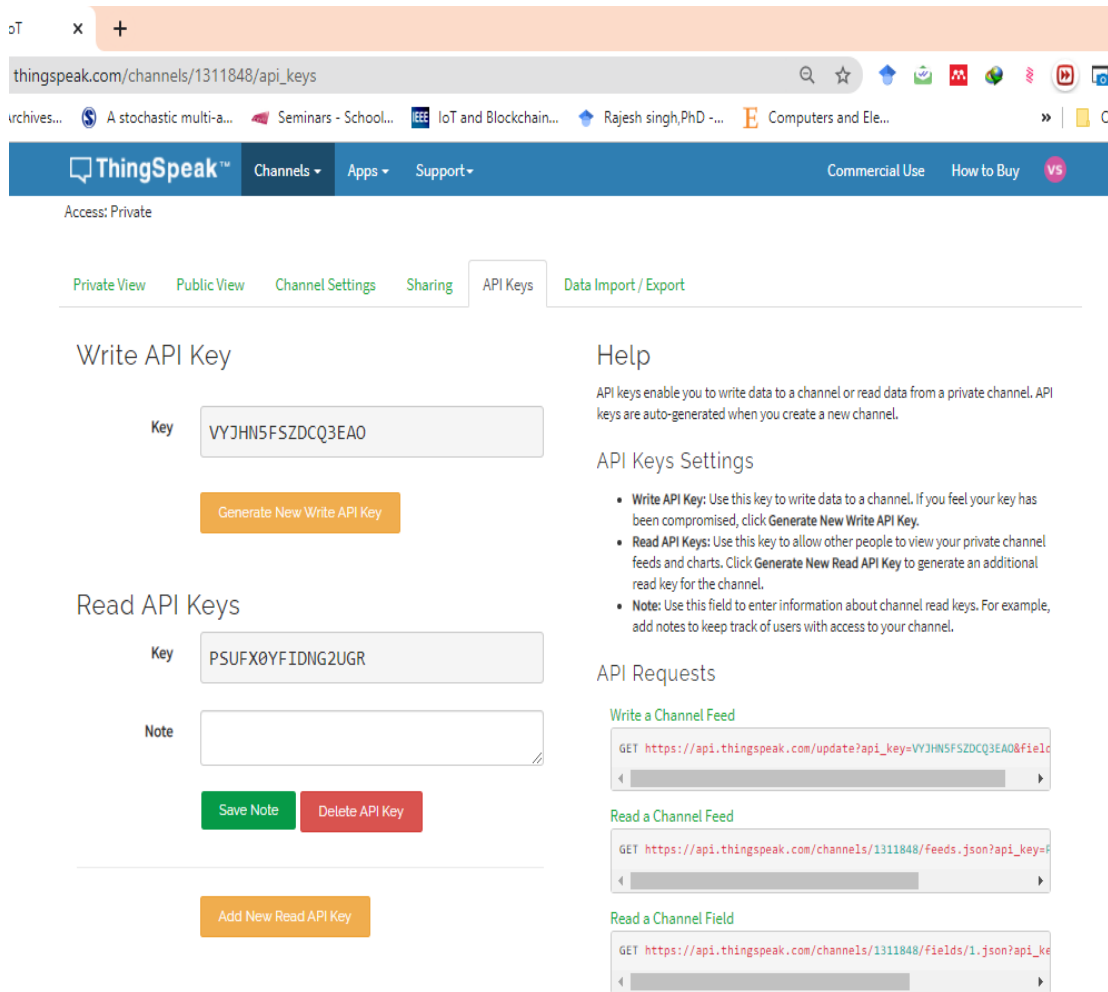 oT
thingspeak.com/channels/1311848/api_keys
Archives... A stochastic multi-a... Seminars - School... IEEE IoT and Blockchain... Rajesh singh,PhD -... E Computers and Ele... »
ThingSpeak™ Channels Apps Support Commercial Use How to Buy VS
Access: Private
Private View Public View Channel Settings Sharing API Keys Data Import / Export
Write API Key
Key VYJHN5FSZDCQ3EAO
Generate New Write API Key
Read API Keys
Key PSUFX0YFIDNG2UGR
Note
Save Note Delete API Key
Add New Read API Key
Help
API keys enable you to write data to a channel or read data from a private channel. API
keys are auto-generated when you create a new channel.
API Keys Settings
• Write API Key: Use this key to write data to a channel. If you feel your key has
been compromised, click Generate New Write API Key.
• Read API Keys: Use this key to allow other people to view your private channel
feeds and charts. Click Generate New Read API Key to generate an additional
read key for the channel.
• Note: Use this field to enter information about channel read keys. For example,
add notes to keep track of users with access to your channel.
API Requests
Write a Channel Feed
GET https://api.thingspeak.com/update?api_key=VYJHN5FSZDCQ3EAO&field
Read a Channel Feed
GET https://api.thingspeak.com/channels/1311848/feeds.json?api_key=P
Read a Channel Field
GET https://api.thingspeak.com/channels/1311848/fields/1.json?api_ke